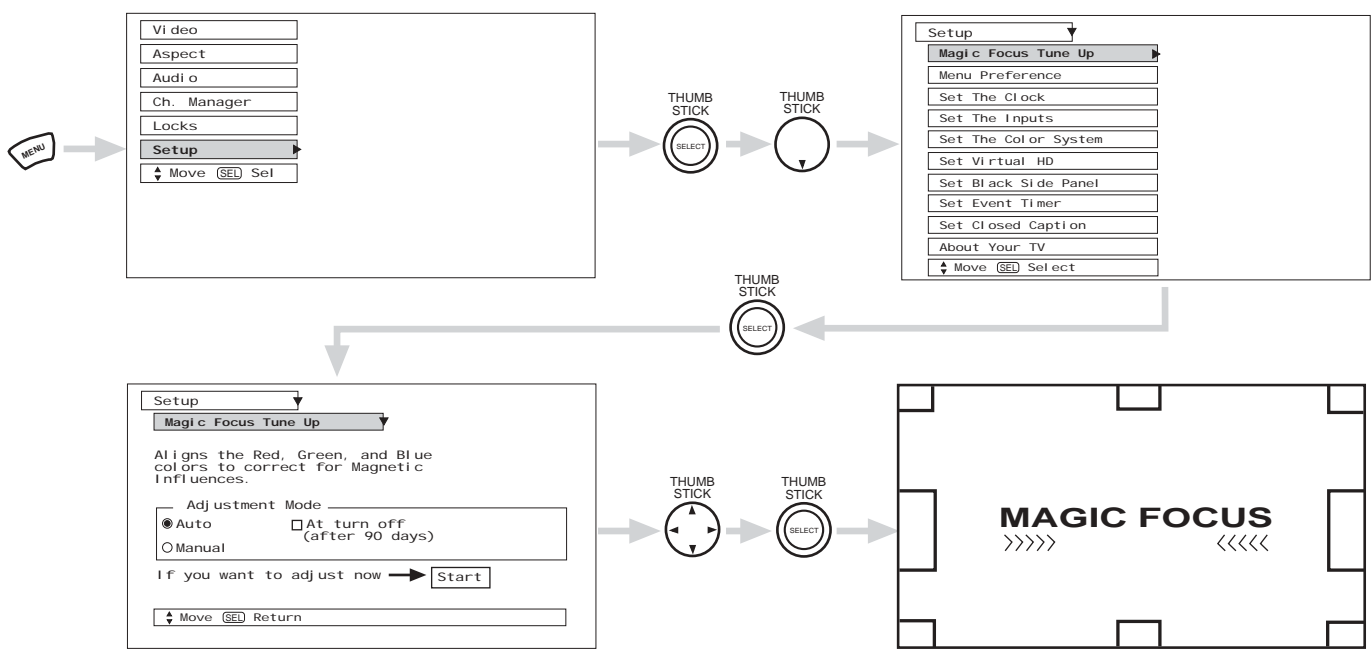 MENU
Video
Aspect
Audio
Ch. Manager
Locks
Setup
Move SEL Sel
THUMB
STICK
SELECT
THUMB
STICK
Setup
Magic Focus Tune Up
Menu Preference
Set The Clock
Set The Inputs
Set The Color System
Set Virtual HD
Set Black Side Panel
Set Event Timer
Set Closed Caption
About Your TV
Move SEL Select
THUMB
STICK
SELECT
Setup
Magic Focus Tune Up
Aligns the Red, Green, and Blue
colors to correct for Magnetic
Influences.
Adjustment Mode
Auto
At turn off
(after 90 days)
Manual
If you want to adjust now
Start
Move SEL Return
THUMB
STICK
THUMB
STICK
SELECT
MAGIC FOCUS